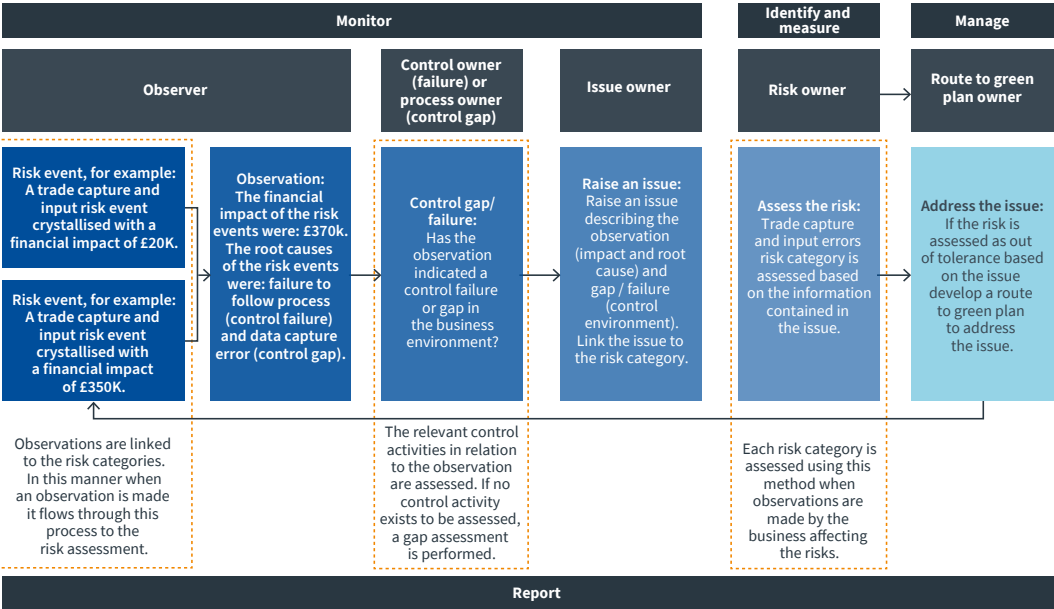 Monitor
Identify and
measure
Manage
Observer
Control owner
(failure) or
process owner
(control gap)
Issue owner
Risk owner
Route to green
plan owner
Risk event, for example:
A trade capture and
input risk event
crystallised with a
financial impact of £20K.
Risk event, for example:
A trade capture and
input risk event
crystallised with
a financial impact
of £350K.
Observation:
The financial
impact of the risk
events were: £370k.
The root causes
of the risk events
were: failure to
follow process
(control failure)
and data capture
error (control gap).
Control gap/
failure:
Has the
observation
indicated a
control failure
or gap in
the business
environment?
Raise an issue:
Raise an issue
describing the
observation
(impact and root
cause) and
gap / failure
(control
environment).
Link the issue to
the risk category.
Assess the risk:
Trade capture
and input errors
risk category is
assessed based
on the information
contained in
the issue.
Address the issue:
If the risk is
assessed as out
of tolerance based
on the issue
develop a route
to green plan
to address
the issue.
Observations are linked
to the risk categories.
In this manner when
an observation is made
it flows through this
process to the
risk assessment.
The relevant control
activities in relation
to the observation
are assessed. If no
control activity
exists to be assessed,
a gap assessment
is performed.
Each risk category is
assessed using this
method when
observations are
made by the
business affecting
the risks.
Report